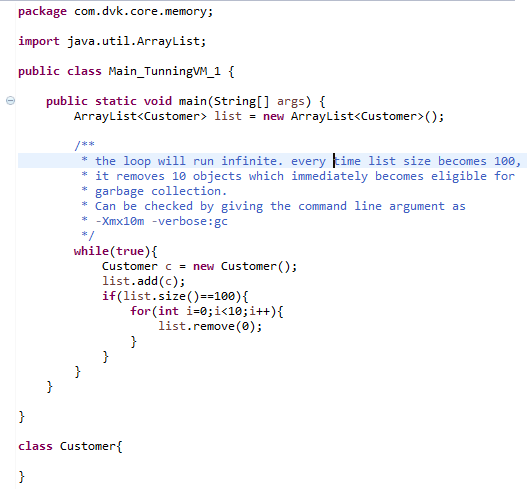 package com.dvk.core.memory;
import java.util.ArrayList;
public class Main_TunningVM_1 {
public static void main(String[] args) {
ArrayList<Customer> list = new ArrayList<Customer>();
/**
* the loop will run infinite. every time list size becomes 100,
* it removes 10 objects which immediately becomes eligible for
* garbage collection.
* Can be checked by giving the command line argument as
* -Xmx10m -verbose:gc
*/
while(true){
Customer c = new Customer();
list.add(c);
if(list.size()==100){
for(int i=0;i<10;i++){
list.remove(0);
}
}
}
}
}
class Customer{
}